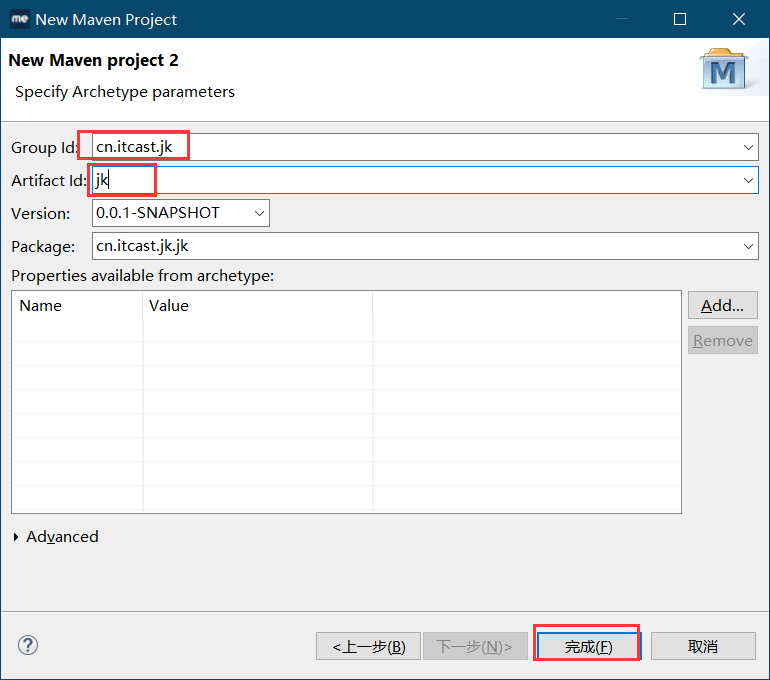 me New Maven Project
New Maven project 2
Specify Archetype parameters
M
Group Id: cn.itcast.jk
Artifact Id: jk
Version: 0.0.1-SNAPSHOT
Package: cn.itcast.jk.jk
Properties available from archetype:
Name Value
Add...
Remove
Advanced
? <上一步(B) 下一步(N)> 完成(F) 取消